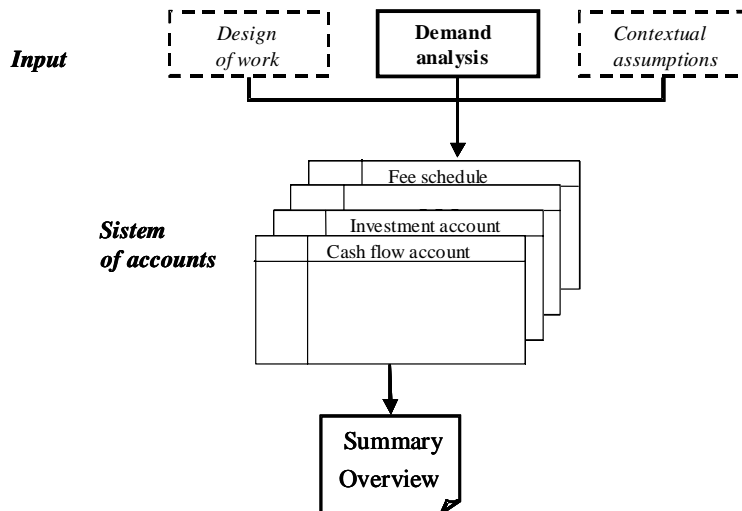 Input
Design
of work
Demand
analysis
Contextual
assumptions
Sistem
of accounts
Fee schedule
Investment account
Cash flow account
Summary
Overview